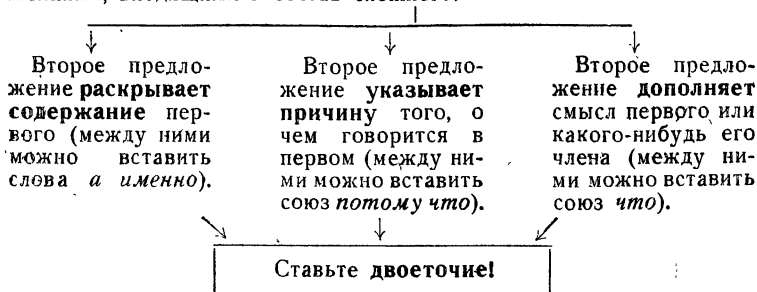 Второе предло-
жение раскрывает
содержание пер-
вого (между ними
можно вставить
слова а именно).
Второе предло-
жение указывает
причину того, о
чем говорится в
первом (между ни-
ми можно вставить
союз потому что).
Второе предло-
жение дополняет
смысл первого или
какого-нибудь его
члена (между ни-
ми можно вставить
союз что).
Ставьте двоеточие!